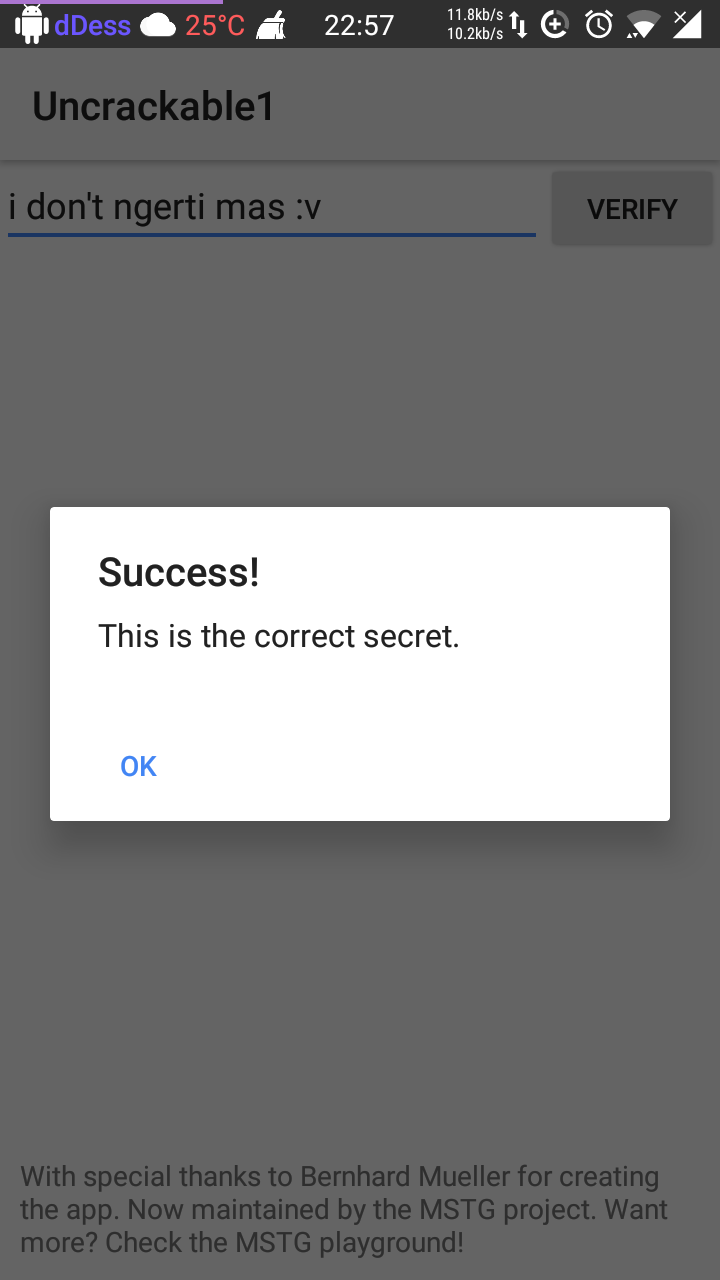 dDess 25°C 22:57 11.8kb/s
10.2kb/s
Uncrackable1
i don't ngerti mas :v VERIFY
Success!
This is the correct secret.
OK
With special thanks to Bernhard Mueller for creating
the app. Now maintained by the MSTG project. Want
more? Check the MSTG playground!